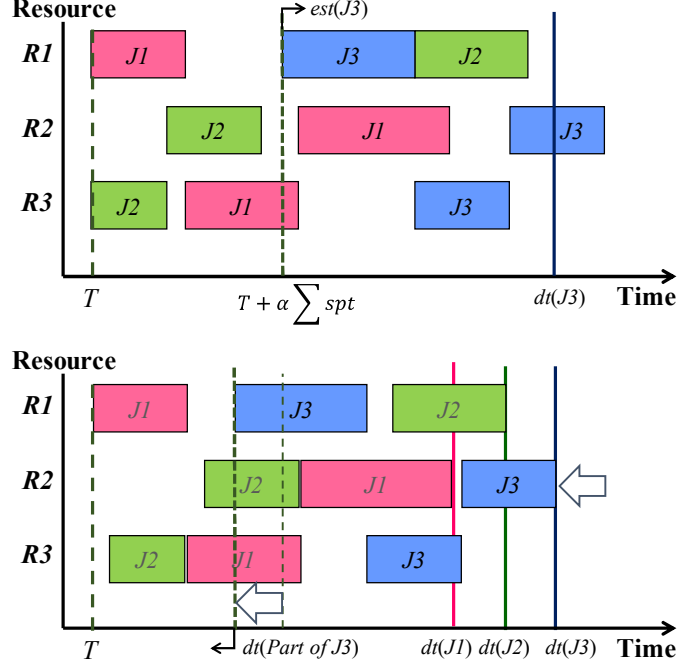 Resource
est(J3)
R1
J1
J3
J2
R2
J2
J1
J3
R3
J2
J1
J3
T
T + α ∑ spt
dt(J3)
Time
Resource
R1
J1
J3
J2
R2
J2
J1
J3
R3
J2
J1
J3
T
dt(Part of J3)
dt(J1)
dt(J2)
dt(J3)
Time